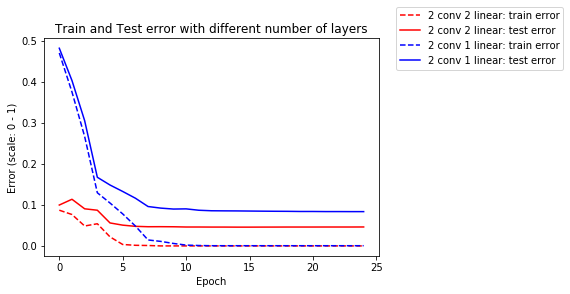 Train and Test error with different number of layers
2 conv 2 linear: train error
2 conv 2 linear: test error
2 conv 1 linear: train error
2 conv 1 linear: test error
Error (scale: 0 - 1)
0.5
0.4
0.3
0.2
0.1
0.0
0 5 10 15 20 25
Epoch